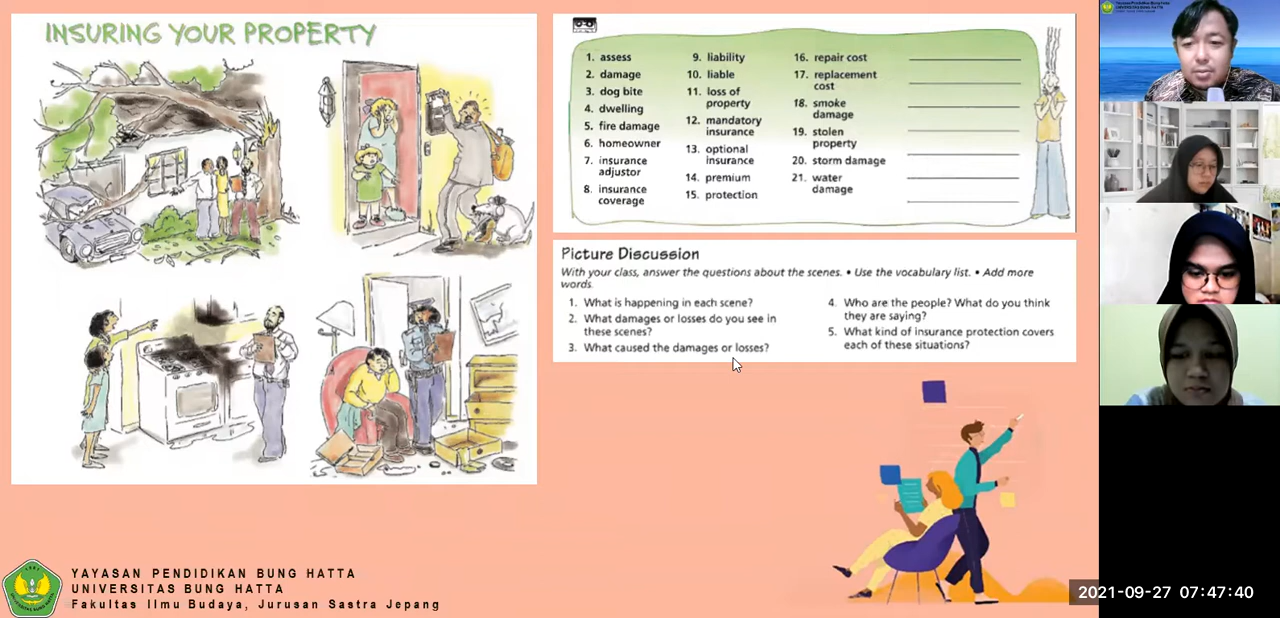 INSURING YOUR PROPERTY
1. assess
2. damage
3. dog bite
4. dwelling
5. fire damage
6. homeowner
7. insurance
adjustor
8. insurance
coverage
9. liability
10. liable
11. loss of
property
12. mandatory
insurance
13. optional
insurance
14. premium
15. protection
16. repair cost
17. replacement
cost
18. smoke
damage
19. stolen
property
20. storm damage
21. water
damage
Picture Discussion
With your class, answer the questions about the scenes. • Use the vocabulary list. • Add more
words.
1. What is happening in each scene?
2. What damages or losses do you see in
these scenes?
3. What caused the damages or losses?
4. Who are the people? What do you think
they are saying?
5. What kind of insurance protection covers
each of these situations?
YAYASAN PENDIDIKAN BUNG HATTA
UNIVERSITAS BUNG HATTA
Fakultas Ilmu Budaya, Jurusan Sastra Jepang
2021-09-27 07:47:40